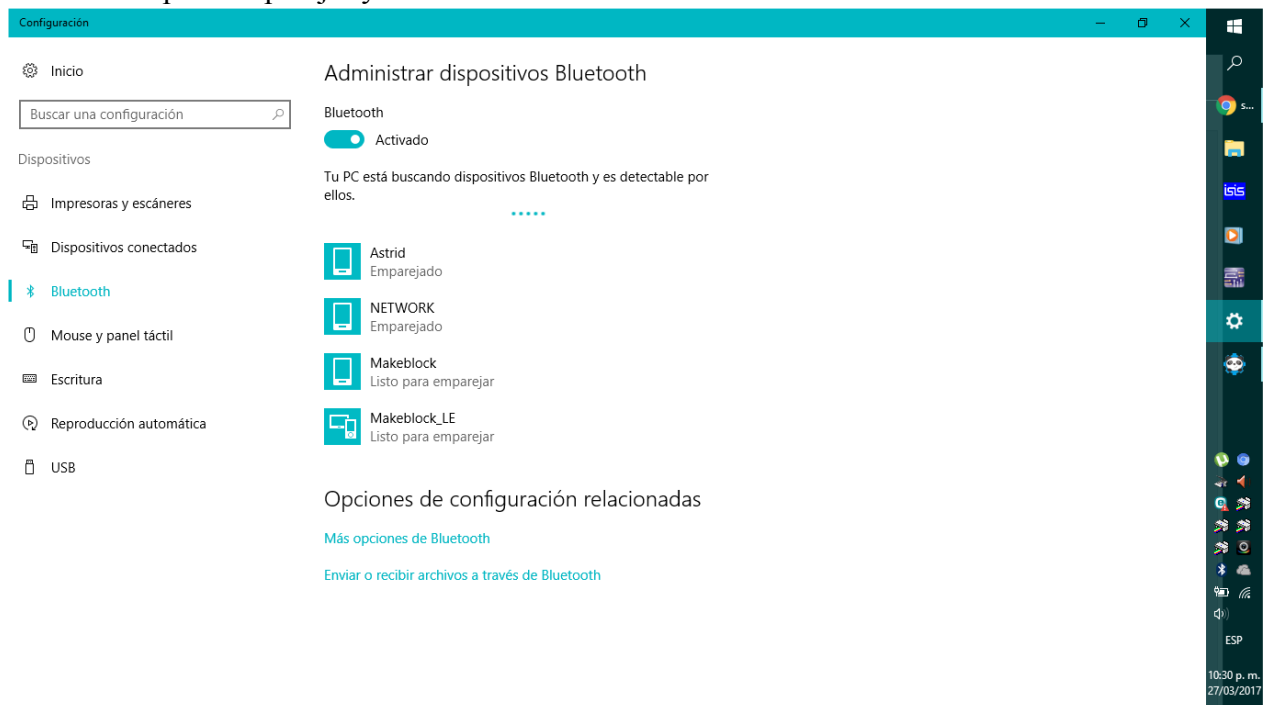 Configuración
Inicio
Buscar una configuración
Dispositivos
Impresoras y escáneres
Dispositivos conectados
Bluetooth
Mouse y panel táctil
Escritura
Reproducción automática
USB
Administrar dispositivos Bluetooth
Bluetooth
Activado
Tu PC está buscando dispositivos Bluetooth y es detectable por
ellos.
Astrid
Emparejado
NETWORK
Emparejado
Makeblock
Listo para emparejar
Makeblock_LE
Listo para emparejar
Opciones de configuración relacionadas
Más opciones de Bluetooth
Enviar o recibir archivos a través de Bluetooth
s...
isis
ESP
10:30 p. m.
27/03/2017